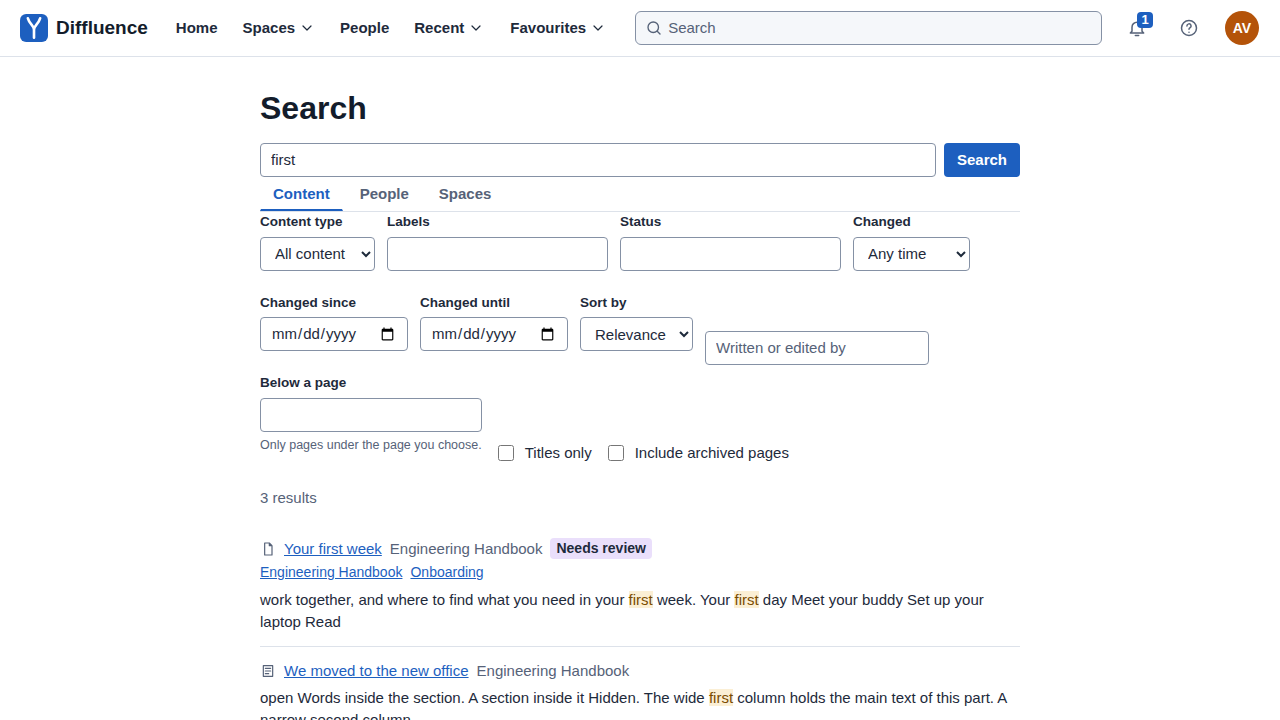 Diffluence Home Spaces People Recent Favourites Search 1 AV
Search
first Search
Content People Spaces
Content type Labels Status Changed
All content Any time
Changed since Changed until Sort by
mm/dd/yyyy mm/dd/yyyy Relevance Written or edited by
Below a page
Only pages under the page you choose. Titles only Include archived pages
3 results
Your first week Engineering Handbook Needs review
Engineering Handbook Onboarding
work together, and where to find what you need in your first week. Your first day Meet your buddy Set up your
laptop Read
We moved to the new office Engineering Handbook
open Words inside the section. A section inside it Hidden. The wide first column holds the main text of this part. A
narrow second column